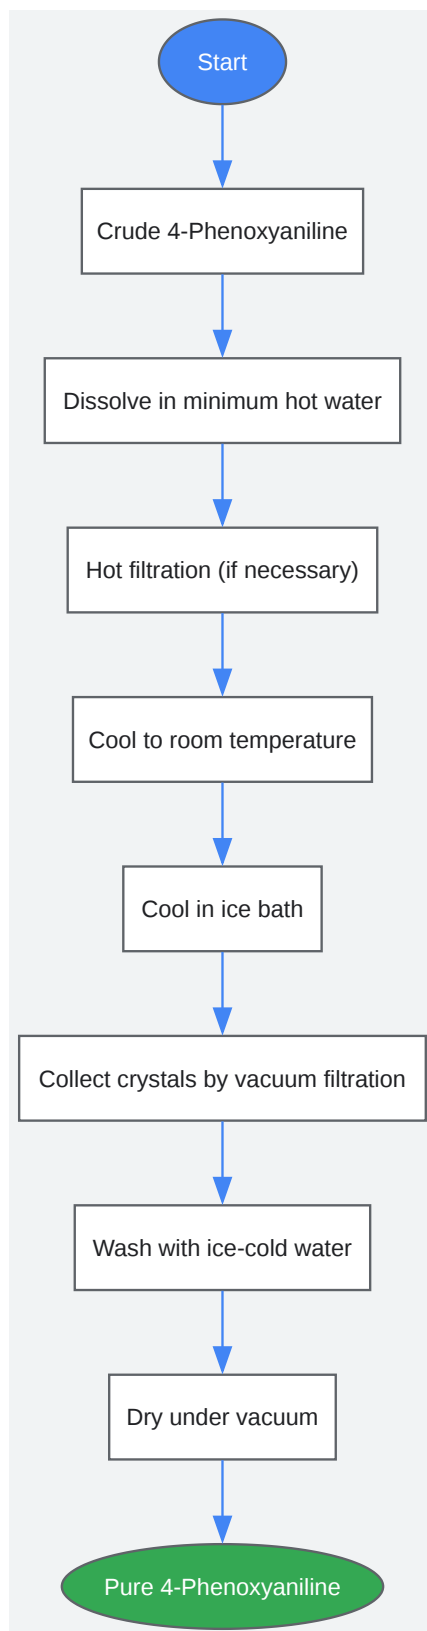 Start
Crude 4-Phenoxyaniline
Dissolve in minimum hot water
Hot filtration (if necessary)
Cool to room temperature
Cool in ice bath
Collect crystals by vacuum filtration
Wash with ice-cold water
Dry under vacuum
Pure 4-Phenoxyaniline